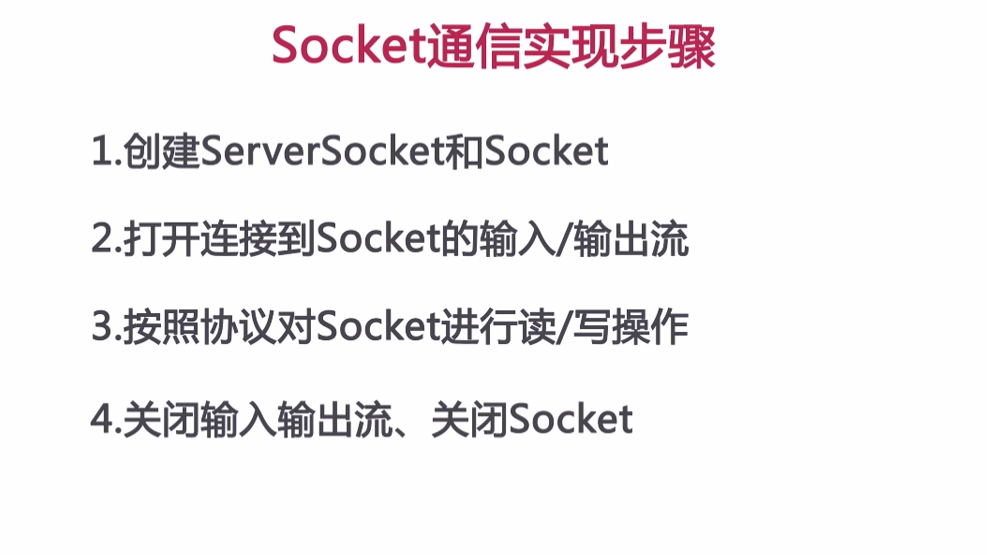 Socket通信实现步骤
1.创建ServerSocket和Socket
2.打开连接到Socket的输入/输出流
3.按照协议对Socket进行读/写操作
4.关闭输入输出流、关闭Socket